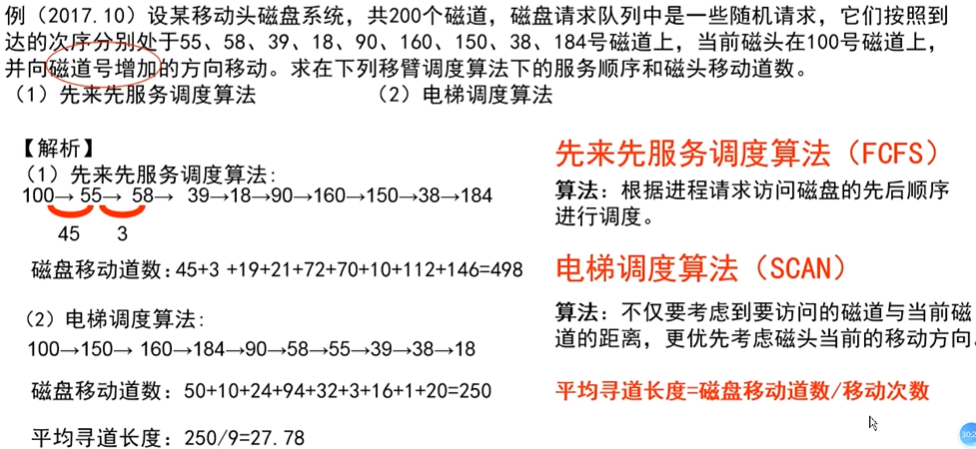 例（2017.10）设某移动头磁盘系统，共200个磁道，磁盘请求队列中是一些随机请求，它们按照到
达的次序分别处于55、58、39、18、90、160、150、38、184号磁道上，当前磁头在100号磁道上，
并向磁道号增加的方向移动。求在下列移臂调度算法下的服务顺序和磁头移动道数。
（1）先来先服务调度算法 （2）电梯调度算法
【解析】
（1）先来先服务调度算法：
100→ 55→ 58→ 39→18→90→160→150→38→184
45 3
磁盘移动道数：45+3 +19+21+72+70+10+112+146=498
（2）电梯调度算法：
100→150→ 160→184→90→58→55→39→38→18
磁盘移动道数：50+10+24+94+32+3+16+1+20=250
平均寻道长度：250/9=27.78
先来先服务调度算法（FCFS）
算法：根据进程请求访问磁盘的先后顺序
进行调度。
电梯调度算法（SCAN）
算法：不仅要考虑到要访问的磁道与当前磁
道的距离，更优先考虑磁头当前的移动方向
平均寻道长度=磁盘移动道数/移动次数